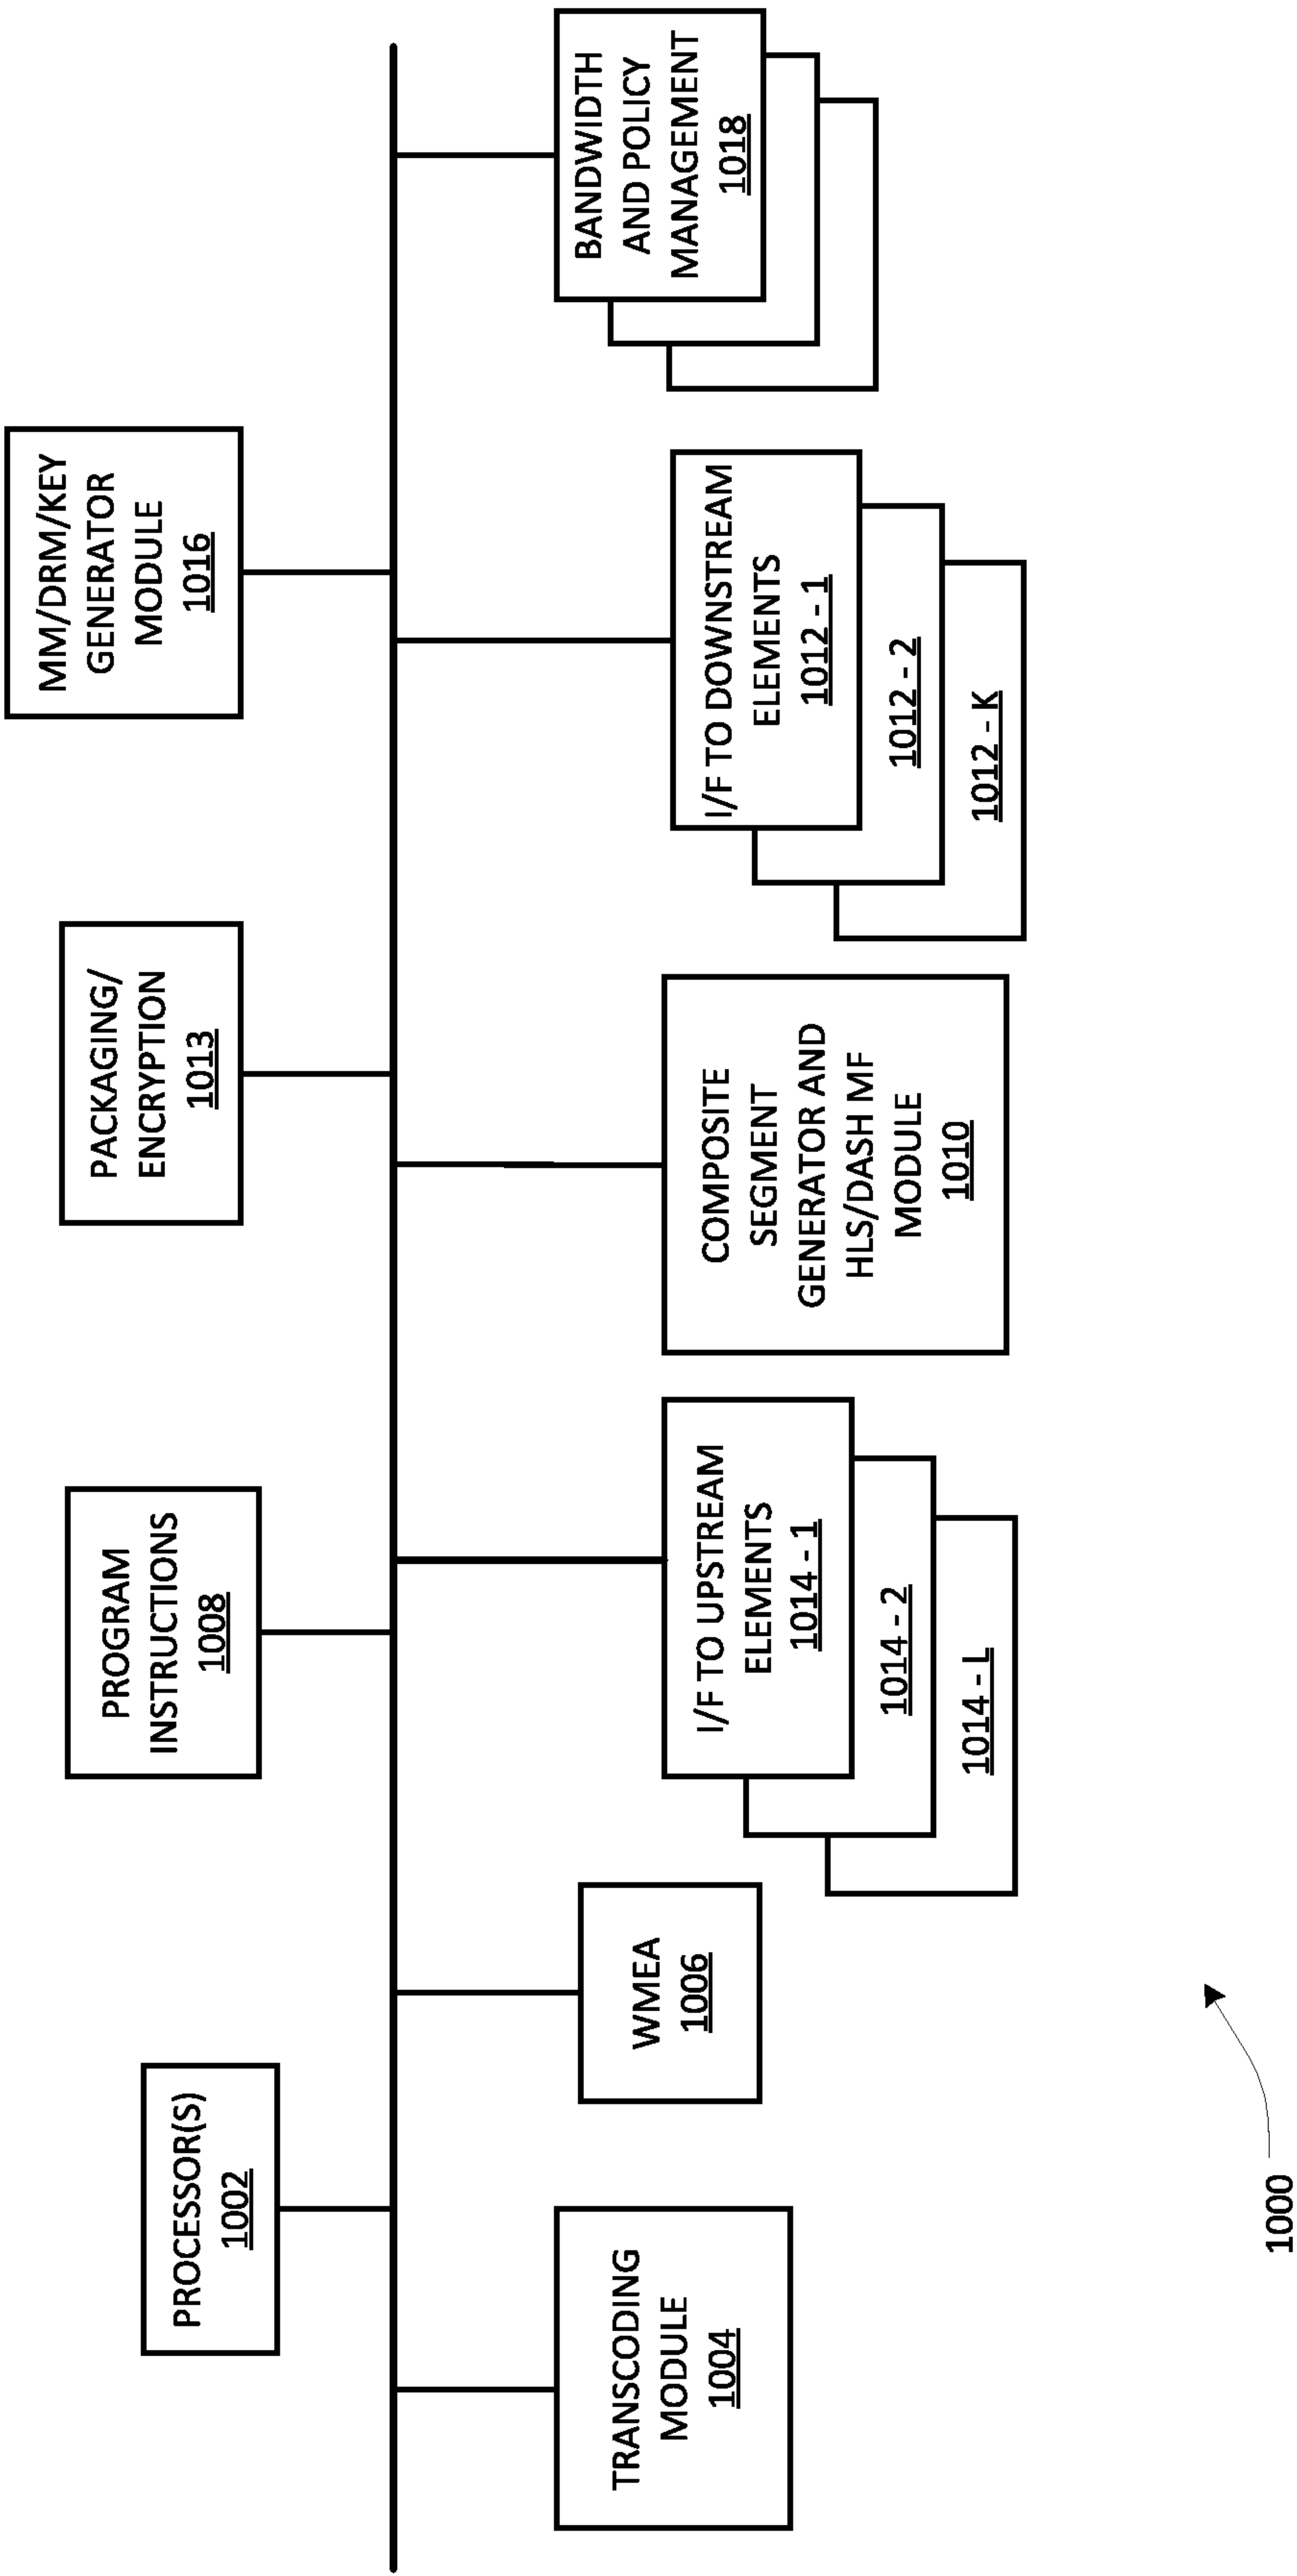 PROCESSOR(S)
1002
PROGRAM
INSTRUCTIONS
1008
PACKAGING/
ENCRYPTION
1013
MM/DRM/KEY
GENERATOR
MODULE
1016
TRANSCODING
MODULE
1004
WMEA
1006
I/F TO UPSTREAM
ELEMENTS
1014 - 1
1014 - 2
1014 - L
COMPOSITE
SEGMENT
GENERATOR AND
HLS/DASH MF
MODULE
1010
I/F TO DOWNSTREAM
ELEMENTS
1012 - 1
1012 - 2
1012 - K
BANDWIDTH
AND POLICY
MANAGEMENT
1018
1000